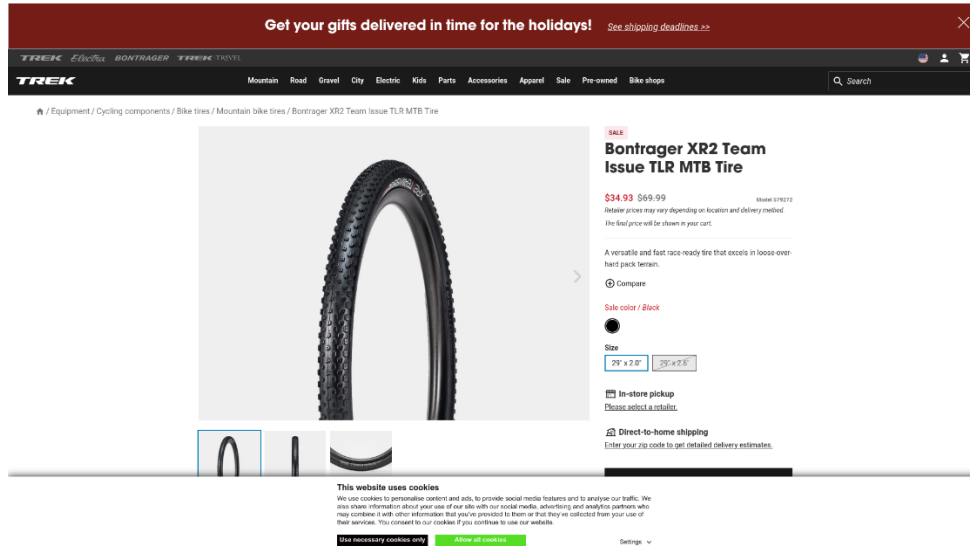 Get your gifts delivered in time for the holidays! See shipping deadlines >>
TREK Electra BONTRAGER TREK TRAVEL
TREK Mountain Road Gravel City Electric Kids Parts Accessories Apparel Sale Pre-owned Bike shops Search
/ Equipment / Cycling components / Bike tires / Mountain bike tires / Bontrager XR2 Team Issue TLR MTB Tire
SALE
Bontrager XR2 Team
Issue TLR MTB Tire
$34.93 $69.99 Model 579272
Retailer prices may vary depending on location and delivery method.
The final price will be shown in your cart.
A versatile and fast race-ready tire that excels in loose-over-
hard pack terrain.
Compare
Sale color / Black
Size
29" x 2.0" 29" x 2.6"
In-store pickup
Please select a retailer.
Direct-to-home shipping
Enter your zip code to get detailed delivery estimates.
This website uses cookies
We use cookies to personalise content and ads, to provide social media features and to analyse our traffic. We
also share information about your use of our site with our social media, advertising and analytics partners who
may combine it with other information that you've provided to them or that they've collected from your use of
their services. You consent to our cookies if you continue to use our website.
Use necessary cookies only Allow all cookies Settings